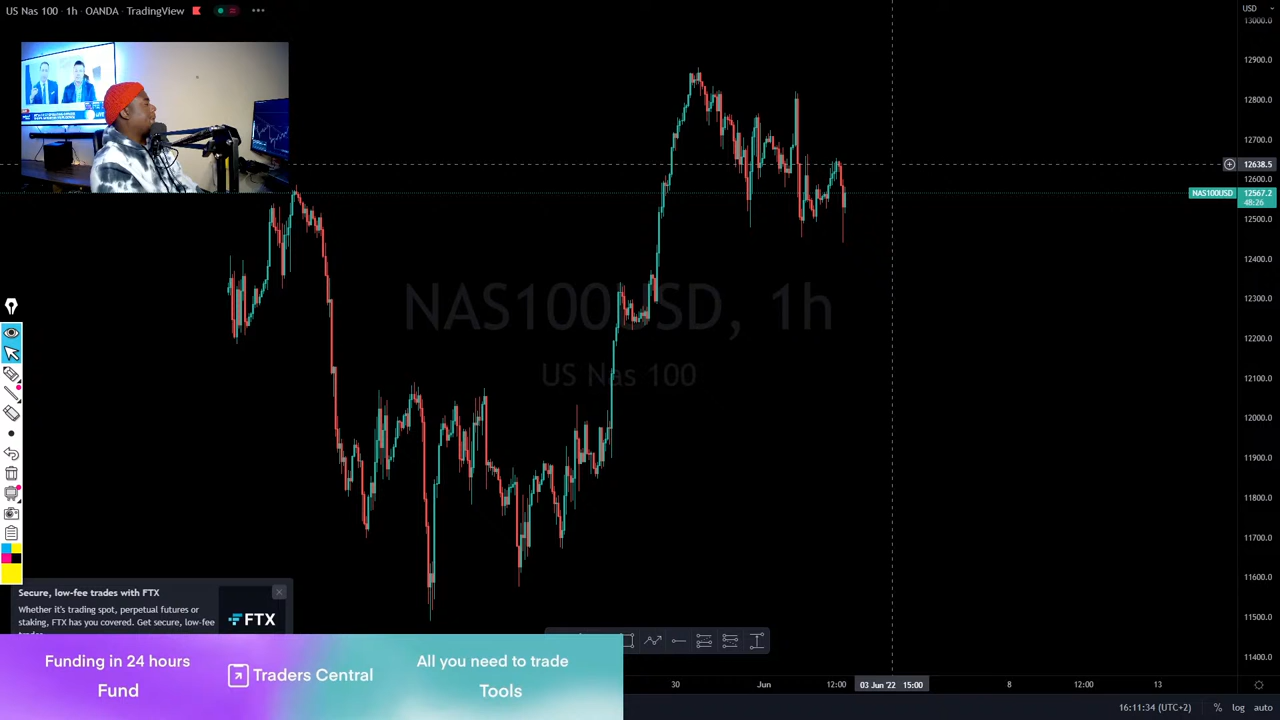 US Nas 100 · 1h · OANDA · TradingView
USD
13000.0
12900.0
12800.0
12700.0
12638.5
12600.0
NAS100USD 12567.2
48:26
12500.0
12400.0
12300.0
12200.0
12100.0
12000.0
11900.0
11800.0
11700.0
11600.0
11500.0
11400.0
NAS100USD, 1h
US Nas 100
Secure, low-fee trades with FTX
Whether it's trading spot, perpetual futures or
staking, FTX has you covered. Get secure, low-fee
FTX
Funding in 24 hours
Fund
Traders Central
All you need to trade
Tools
30 Jun 12:00 03 Jun '22 15:00 8 12:00 13
16:11:34 (UTC+2) % log auto